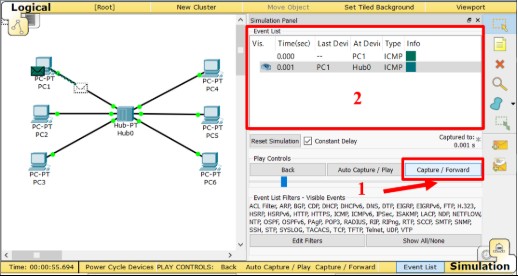 Logical
[Root]
New Cluster
Move Object
Set Tiled Background
Viewport
Simulation Panel
Event List
Vis. Time(sec) Last Devi At Devi Type Info
0.000 -- PC1 ICMP
0.001 PC1 Hub0 ICMP
2
PC-PT
PC1
PC-PT
PC4
Hub-PT
Hub0
PC-PT
PC2
PC-PT
PC5
PC-PT
PC3
PC-PT
PC6
Reset Simulation
Constant Delay
Captured to:
0.001 s
Play Controls
Back
Auto Capture / Play
Capture / Forward
1
Event List Filters - Visible Events
ACL Filter, ARP, BGP, CDP, DHCP, DHCPv6, DNS, DTP, EIGRP, EIGRPv6, FTP, H.323,
HSRP, HSRPv6, HTTP, HTTPS, ICMP, ICMPv6, IPSec, ISAKMP, LACP, NDP, NETFLOW,
NTP, OSPF, OSPFv6, PAgP, POP3, RADIUS, RIP, RIPng, RTP, SCCP, SMTP, SNMP,
SSH, STP, SYSLOG, TACACS, TCP, TFTP, Telnet, UDP, VTP
Edit Filters
Show All/None
Time: 00:00:55.694
Power Cycle Devices
PLAY CONTROLS: Back Auto Capture / Play Capture / Forward
Event List
Simulation